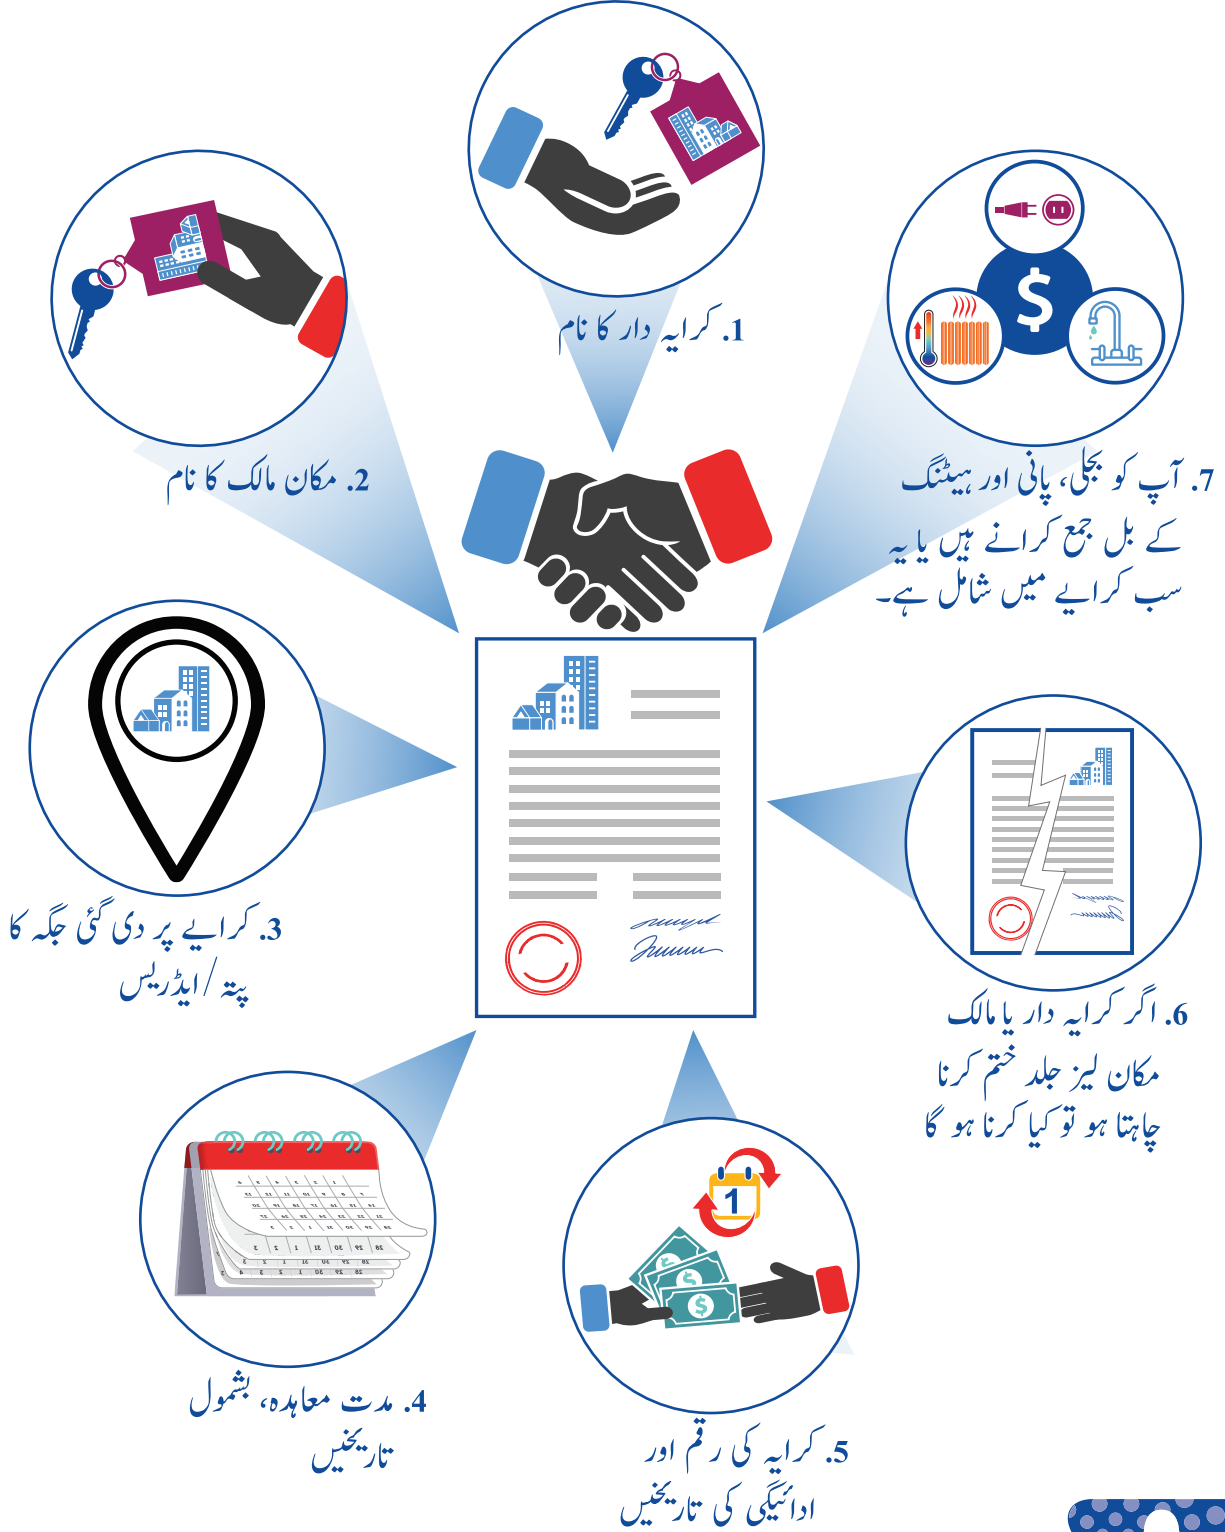 1. کرایہ دار کا نام
2. مکان مالک کا نام
3. کرایے پر دی گئی جگہ کا
پتہ/ایڈریس
4. مدت معاہدہ، بشمول
تاریخیں
5. کرایہ کی رقم اور
ادائیگی کی تاریخیں
6. اگر کرایہ دار یا مالک
مکان لیز جلد ختم کرنا
چاہتا ہو تو کیا کرنا ہو گا
7. آپ کو بجلی، پانی اور ہیٹنگ
کے بل جمع کرانے ہیں یا یہ
سب کرایے میں شامل ہے۔
$
1
$
$
$